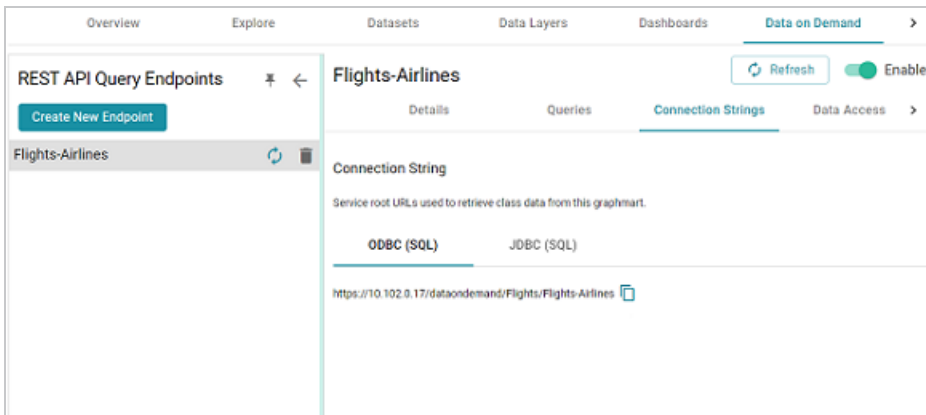 Overview Explore Datasets Data Layers Dashboards Data on Demand
REST API Query Endpoints
Create New Endpoint
Flights-Airlines
Flights-Airlines
Refresh Enable
Details Queries Connection Strings Data Access
Connection String
Service root URLs used to retrieve class data from this graphmart.
ODBC (SQL) JDBC (SQL)
https://10.102.0.17/dataondemand/Flights/Flights-Airlines